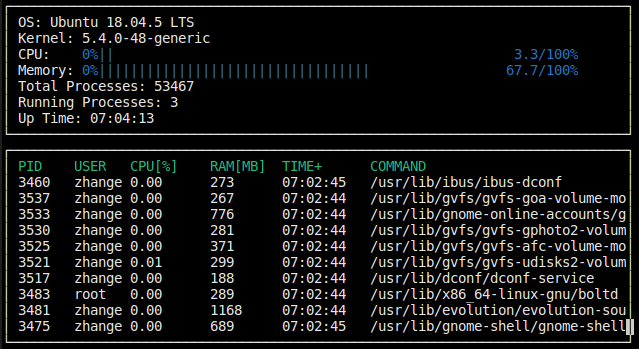 OS: Ubuntu 18.04.5 LTS
Kernel: 5.4.0-48-generic
CPU: 0%|| 3.3/100%
Memory: 0%|||||||||||||||||||||||||||||||||| 67.7/100%
Total Processes: 53467
Running Processes: 3
Up Time: 07:04:13
PID USER CPU[%] RAM[MB] TIME+ COMMAND
3460 zhange 0.00 273 07:02:45 /usr/lib/ibus/ibus-dconf
3537 zhange 0.00 267 07:02:44 /usr/lib/gvfs/gvfs-goa-volume-mo
3533 zhange 0.00 776 07:02:44 /usr/lib/gnome-online-accounts/g
3530 zhange 0.00 281 07:02:44 /usr/lib/gvfs/gvfs-gphoto2-volum
3525 zhange 0.00 371 07:02:44 /usr/lib/gvfs/gvfs-afc-volume-mo
3521 zhange 0.01 299 07:02:44 /usr/lib/gvfs/gvfs-udisks2-volum
3517 zhange 0.00 188 07:02:44 /usr/lib/dconf/dconf-service
3483 root 0.00 289 07:02:44 /usr/lib/x86_64-linux-gnu/boltd
3481 zhange 0.00 1168 07:02:44 /usr/lib/evolution/evolution-sou
3475 zhange 0.00 689 07:02:45 /usr/lib/gnome-shell/gnome-shell